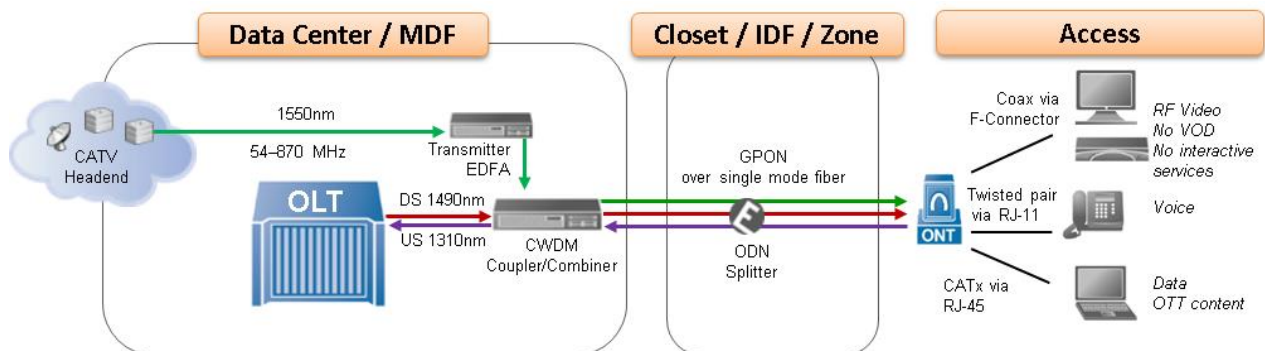 Data Center / MDF
Closet / IDF / Zone
Access
CATV
Headend
1550nm
54–870 MHz
Transmitter
EDFA
OLT
DS 1490nm
US 1310nm
CWDM
Coupler/Combiner
GPON
over single mode fiber
ODN
Splitter
ONT
Coax via
F-Connector
RF Video
No VOD
No interactive
services
Twisted pair
via RJ-11
Voice
CATx via
RJ-45
Data
OTT content